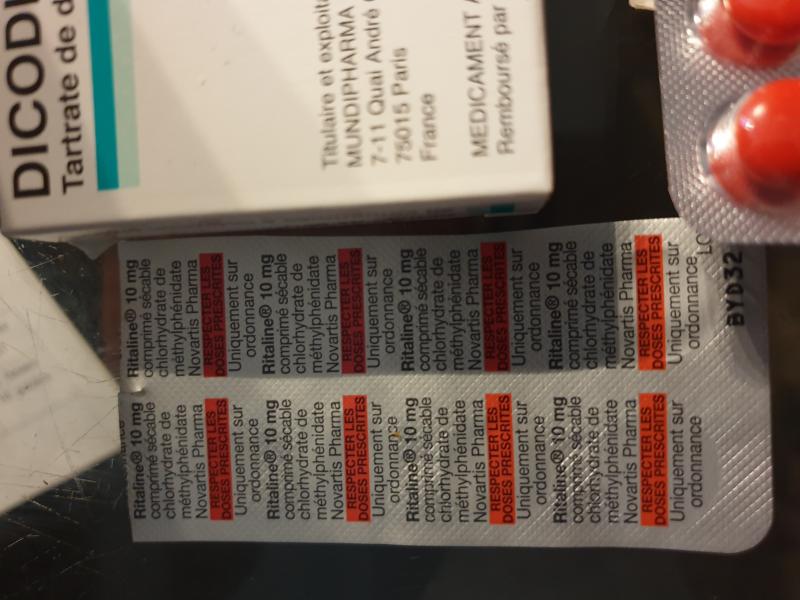 DICODI
Tartrate de d
Titulaire et exploita
MUNDIPHARMA
7-11 Quai André
75015 Paris
France
MEDICAMENT A
Remboursé par
Ritaline® 10 mg
comprimé sécable
chlorhydrate de
méthylphénidate
Novartis Pharma
RESPECTER LES
DOSES PRESCRITES
Uniquement sur
ordonnance
Ritaline® 10 mg
comprimé sécable
chlorhydrate de
méthylphénidate
Novartis Pharma
RESPECTER LES
DOSES PRESCRITES
Uniquement sur
ordonnance
Ritaline® 10 mg
comprimé sécable
chlorhydrate de
méthylphénidate
Novartis Pharma
RESPECTER LES
DOSES PRESCRITES
Uniquement sur
ordonnance
Ritaline® 10 mg
comprimé sécable
chlorhydrate de
méthylphénidate
Novartis Pharma
RESPECTER LES
DOSES PRESCRITES
Uniquement sur
ordonnance
LO
BYD32
Ritaline® 10 mg
comprimé sécable
chlorhydrate de
méthylphénidate
Novartis Pharma
RESPECTER LES
DOSES PRESCRITES
Uniquement sur
ordonnance
Ritaline® 10 mg
comprimé sécable
chlorhydrate de
méthylphénidate
Novartis Pharma
RESPECTER LES
DOSES PRESCRITES
Uniquement sur
ordonnance
Ritaline® 10 mg
comprimé sécable
chlorhydrate de
méthylphénidate
Novartis Pharma
RESPECTER LES
DOSES PRESCRITES
Uniquement sur
ordonnance
Ritaline® 10 mg
comprimé sécable
chlorhydrate de
méthylphénidate
Novartis Pharma
RESPECTER LES
DOSES PRESCRITES
Uniquement sur
ordonnance